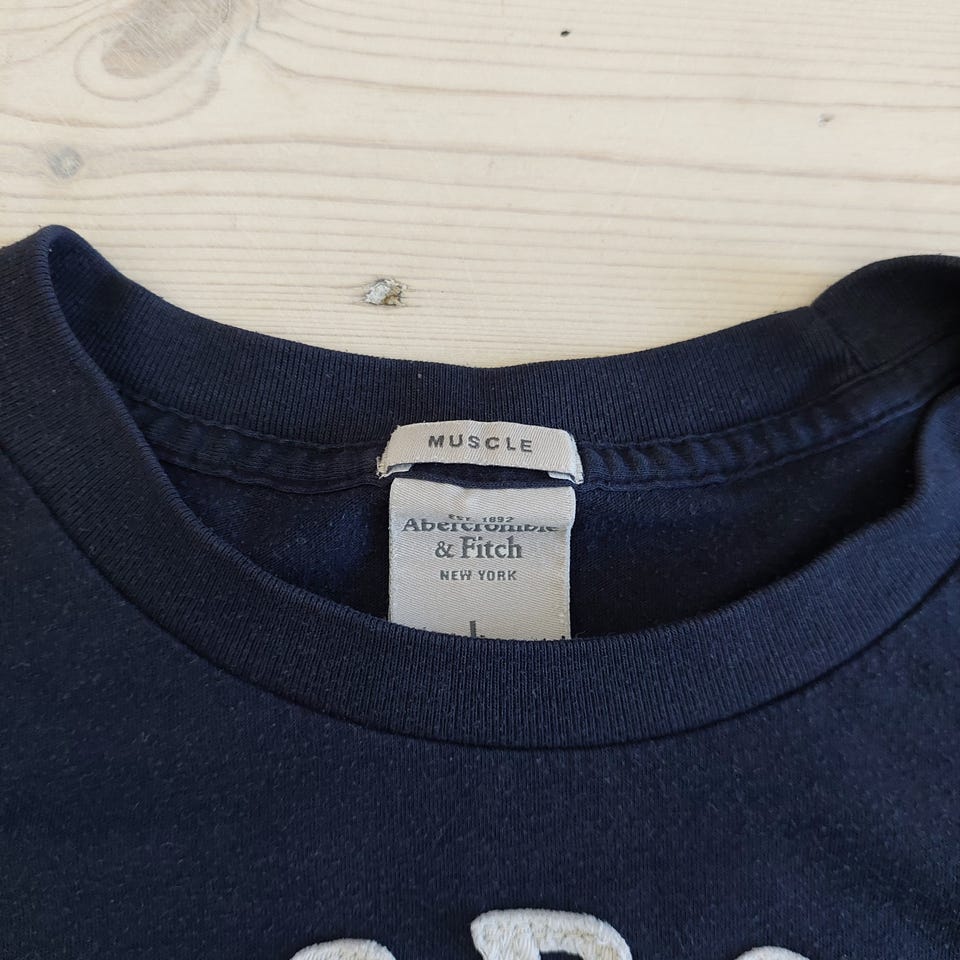 MUSCLE
EST. 1892
Abercrombie
& Fitch
NEW YORK
L